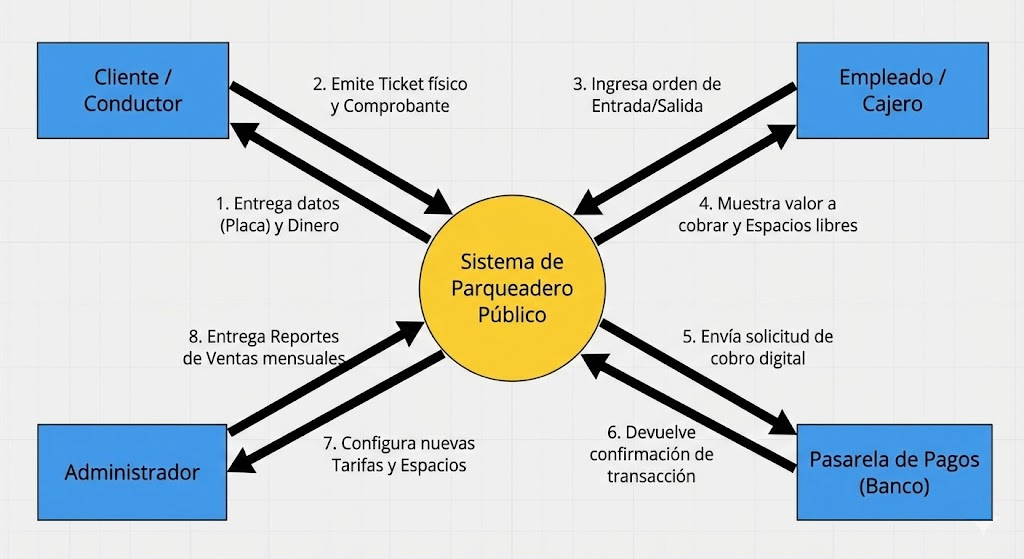 Cliente /
Conductor
2. Emite Ticket físico
y Comprobante
3. Ingresa orden de
Entrada/Salida
Empleado /
Cajero
1. Entrega datos
(Placa) y Dinero
4. Muestra valor a
cobrar y Espacios libres
Sistema de
Parqueadero
Público
8. Entrega Reportes
de Ventas mensuales
5. Envía solicitud de
cobro digital
Administrador
7. Configura nuevas
Tarifas y Espacios
6. Devuelve
confirmación de
transacción
Pasarela de Pagos
(Banco)